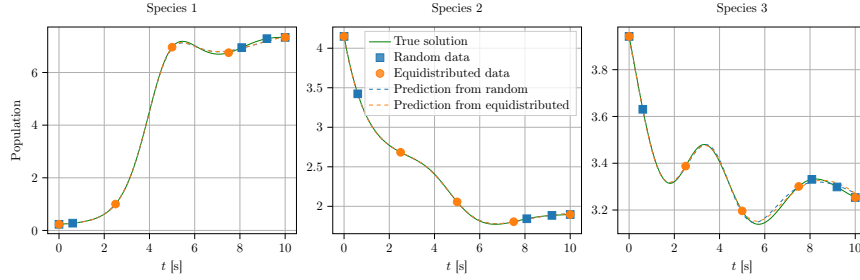 Species 1
Species 2
Species 3
Population
6
4
2
0
4
3.5
3
2.5
2
3.8
3.6
3.4
3.2
True solution
Random data
Equidistributed data
Prediction from random
Prediction from equidistributed
0 2 4 6 8 10
0 2 4 6 8 10
0 2 4 6 8 10
t [s]
t [s]
t [s]